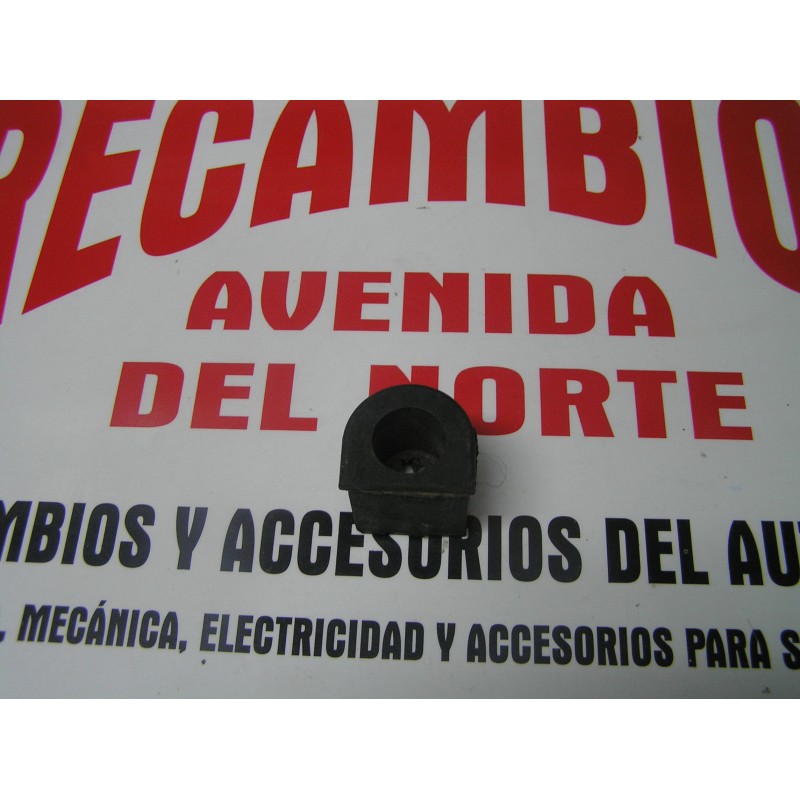 RECAMBIO
AVENIDA
DEL NORTE
MBIOS Y ACCESORIOS DEL AU
. MECÁNICA, ELECTRICIDAD Y ACCESORIOS PARA S